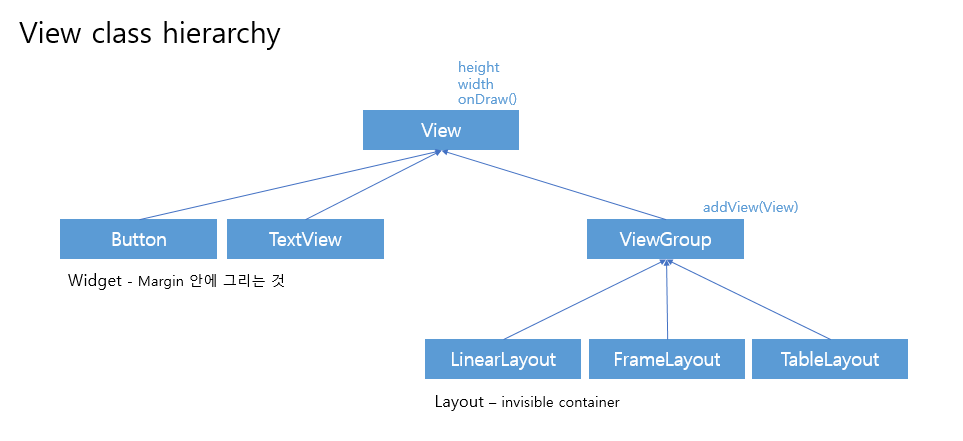 View class hierarchy
height
width
onDraw()
View
addView(View)
Button
TextView
ViewGroup
Widget - Margin 안에 그리는 것
LinearLayout
FrameLayout
TableLayout
Layout – invisible container